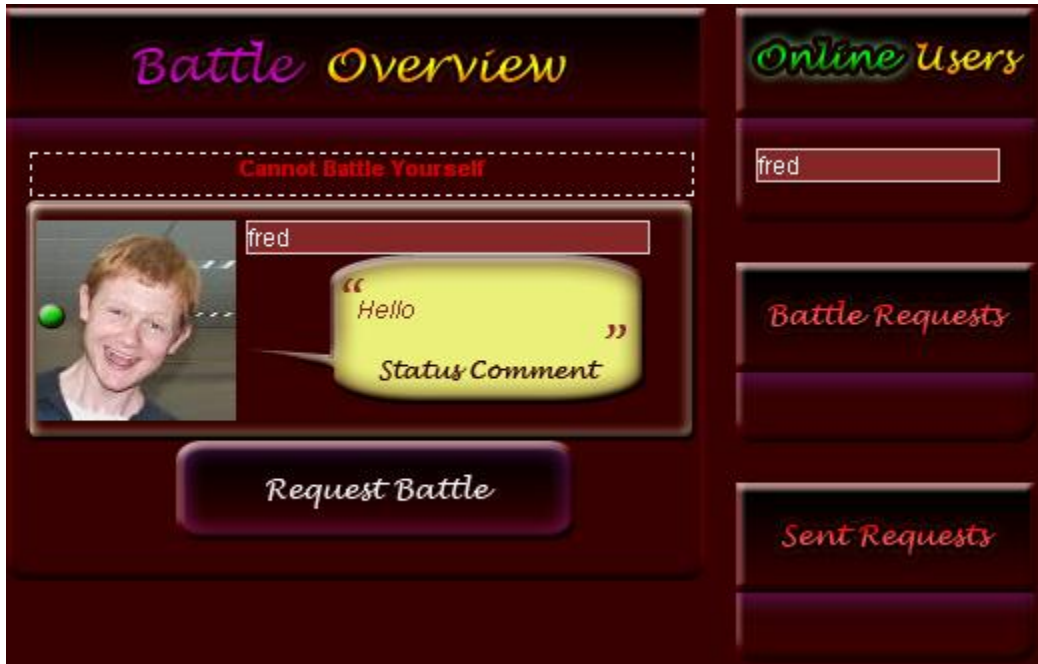 Battle Overview
Cannot Battle Yourself
fred
“
Hello
”
Status Comment
Request Battle
Online Users
fred
Battle Requests
Sent Requests